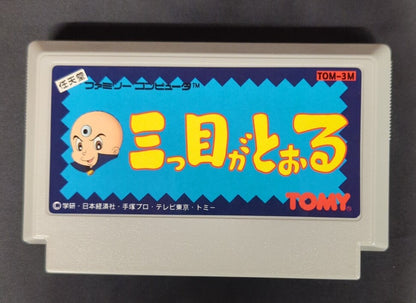 任天堂
ファミリーコンピュータ™
TOM-3M
三つ目がとおる
TOMY®
©学研・日本経済社・手塚プロ・テレビ東京・トミー